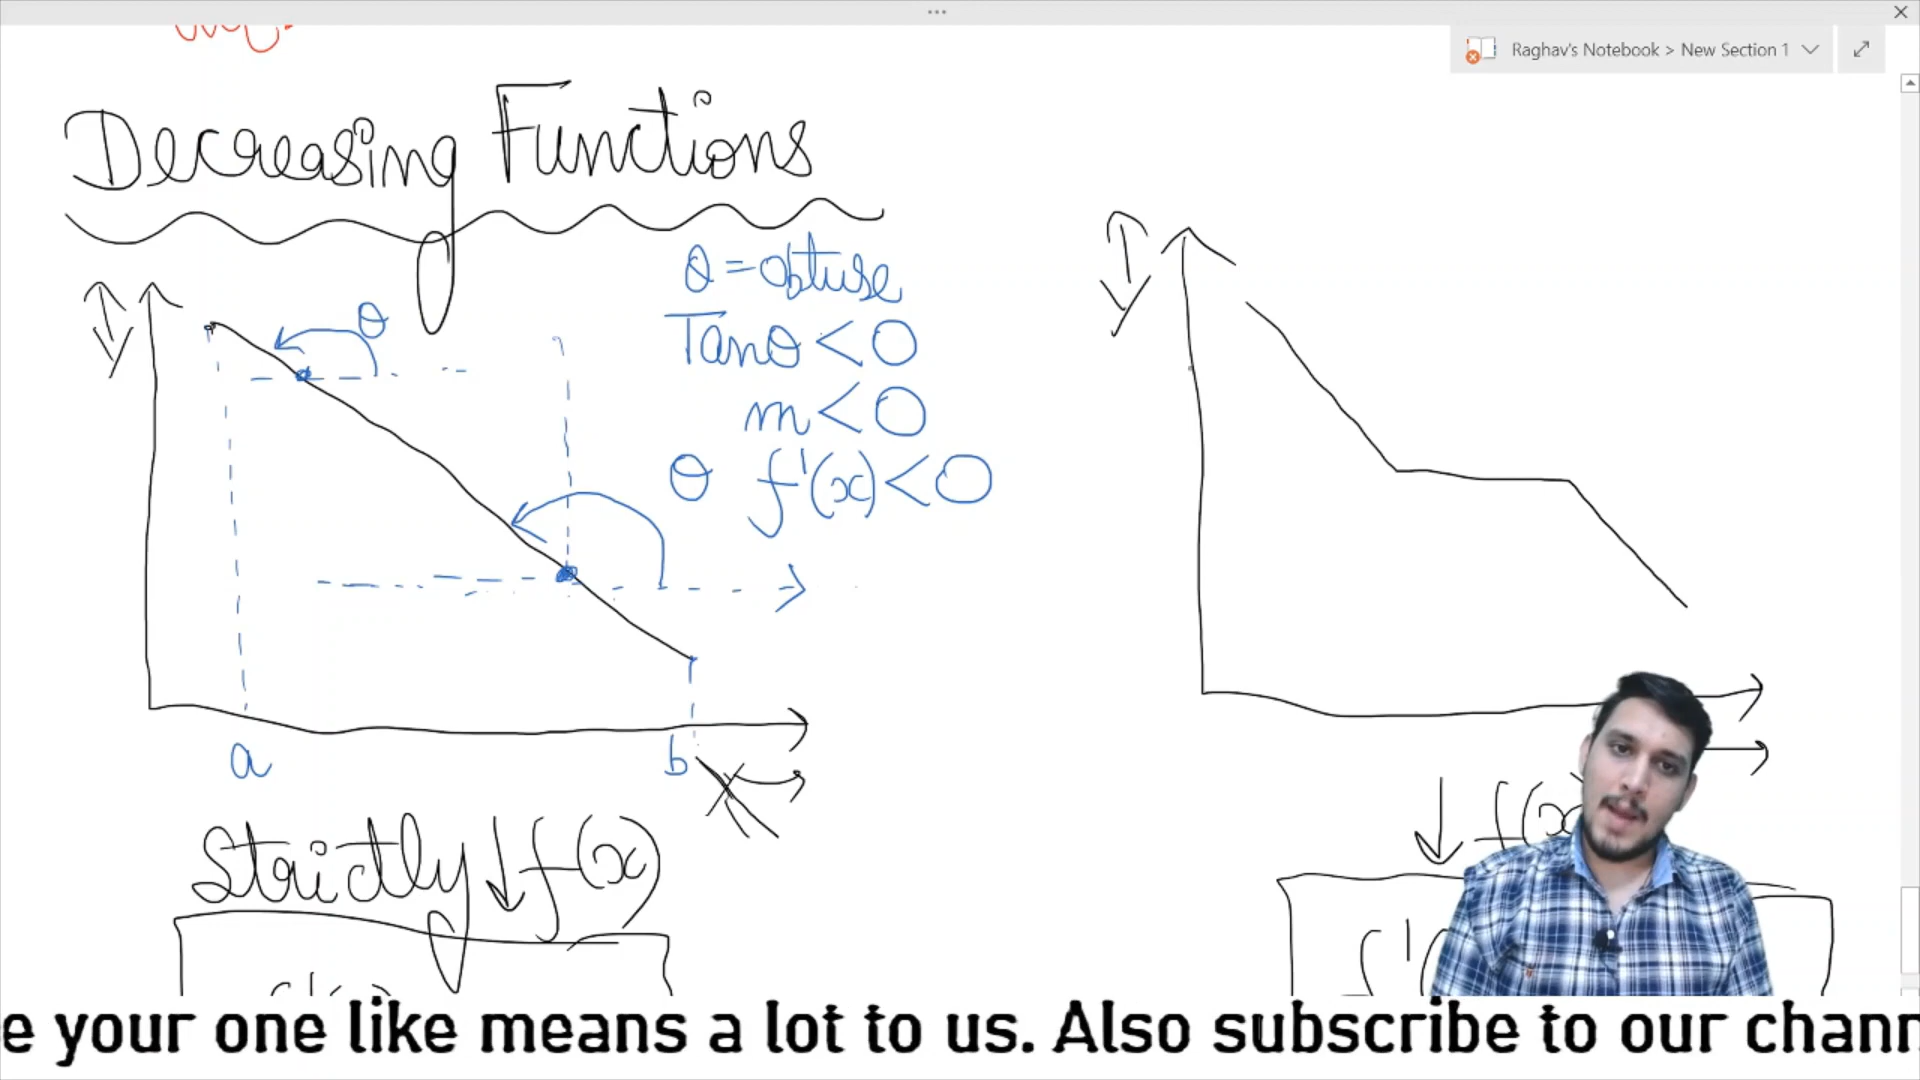 Raghav's Notebook > New Section 1
Decreasing Functions
y
θ
θ = obtuse
Tanθ < 0
m < 0
θ f'(x) < 0
a
b
x
Strictly ↓ f(x)
y
↓ f(x)
f'(
e your one like means a lot to us. Also subscribe to our chann